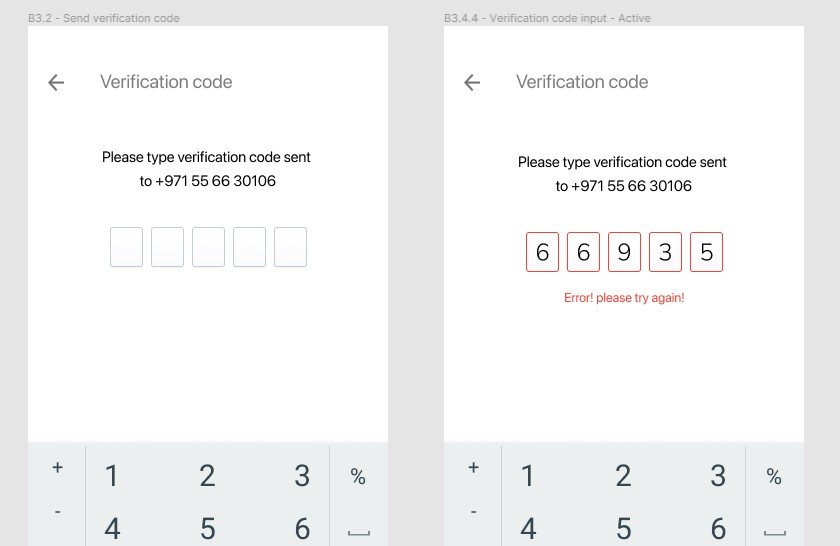 B3.2 - Send verification code
Verification code
Please type verification code sent
to +971 55 66 30106
+ 1 2 3 %
- 4 5 6
B3.4.4 - Verification code input - Active
Verification code
Please type verification code sent
to +971 55 66 30106
6 6 9 3 5
Error! please try again!
+ 1 2 3 %
- 4 5 6